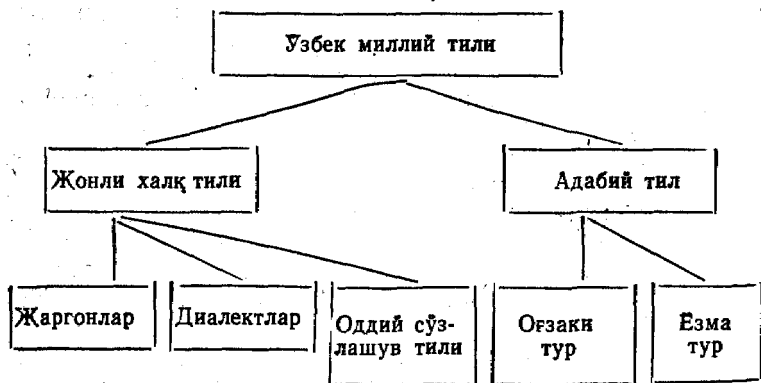 Ўзбек миллий тили
Жонли халқ тили
Адабий тил
Жаргонлар
Диалектлар
Оддий сўз-
лашув тили
Оғзаки
тур
Ёзма
тур